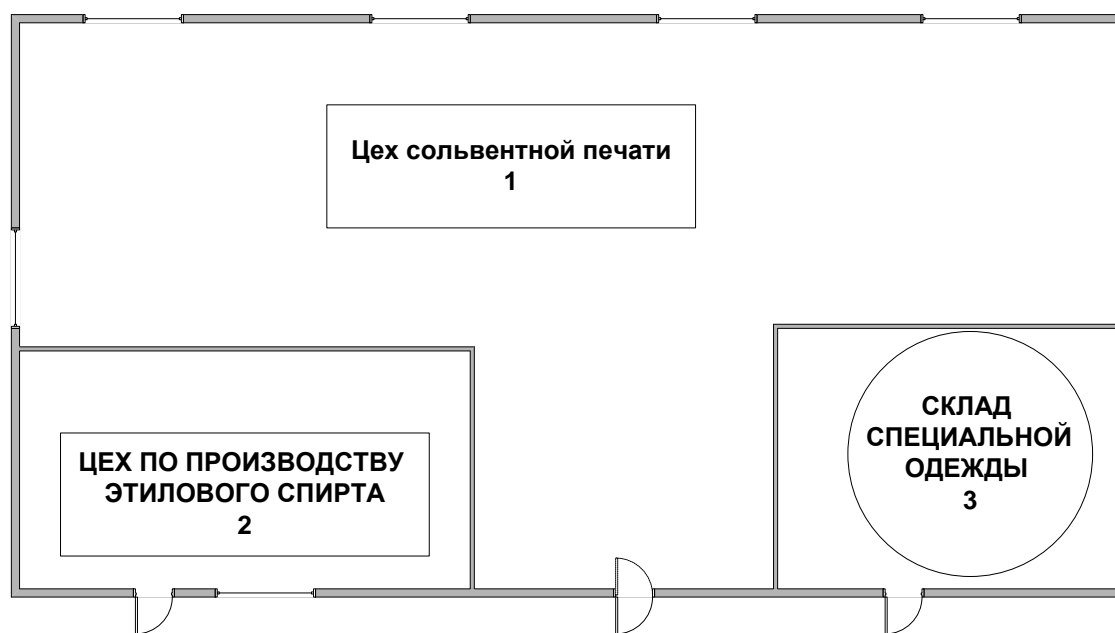 Цех сольвентной печати
1
ЦЕХ ПО ПРОИЗВОДСТВУ
ЭТИЛОВОГО СПИРТА
2
СКЛАД
СПЕЦИАЛЬНОЙ
ОДЕЖДЫ
3